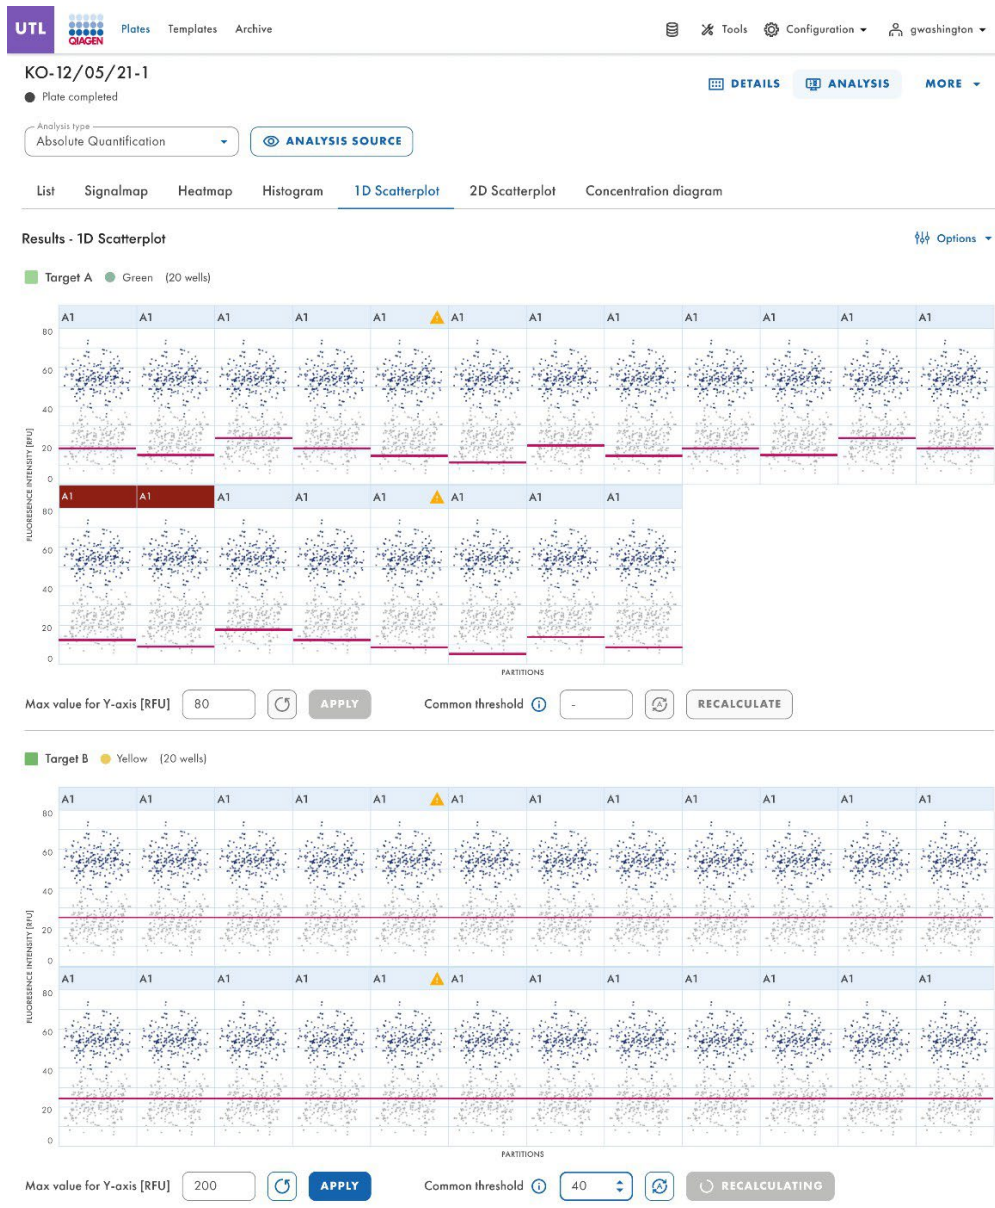 UTL QIAGEN Plates Templates Archive Tools Configuration gwashington
KO-12/05/21-1
Plate completed
DETAILS ANALYSIS MORE
Analysis type
Absolute Quantification
ANALYSIS SOURCE
List Signalmap Heatmap Histogram 1D Scatterplot 2D Scatterplot Concentration diagram
Results - 1D Scatterplot
Options
Target A Green (20 wells)
A1 A1 A1 A1 A1 A1 A1 A1 A1 A1 A1 A1
80
60
40
20
0
FLUORESENCE INTENSITY [RFU]
A1 A1 A1 A1 A1 A1 A1 A1
80
60
40
20
0
PARTITIONS
Max value for Y-axis [RFU] 80 APPLY Common threshold - A RECALCULATE
Target B Yellow (20 wells)
A1 A1 A1 A1 A1 A1 A1 A1 A1 A1 A1 A1
80
60
40
20
0
FLUORESENCE INTENSITY [RFU]
A1 A1 A1 A1 A1 A1 A1 A1 A1 A1 A1 A1
80
60
40
20
0
PARTITIONS
Max value for Y-axis [RFU] 200 APPLY Common threshold 40 A RECALCULATING